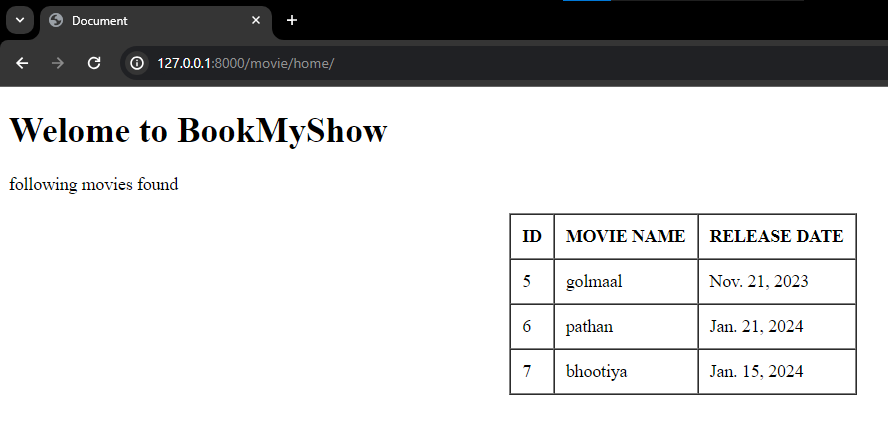 Document
127.0.0.1:8000/movie/home/
Welome to BookMyShow
following movies found
ID MOVIE NAME RELEASE DATE
5 golmaal Nov. 21, 2023
6 pathan Jan. 21, 2024
7 bhootiya Jan. 15, 2024